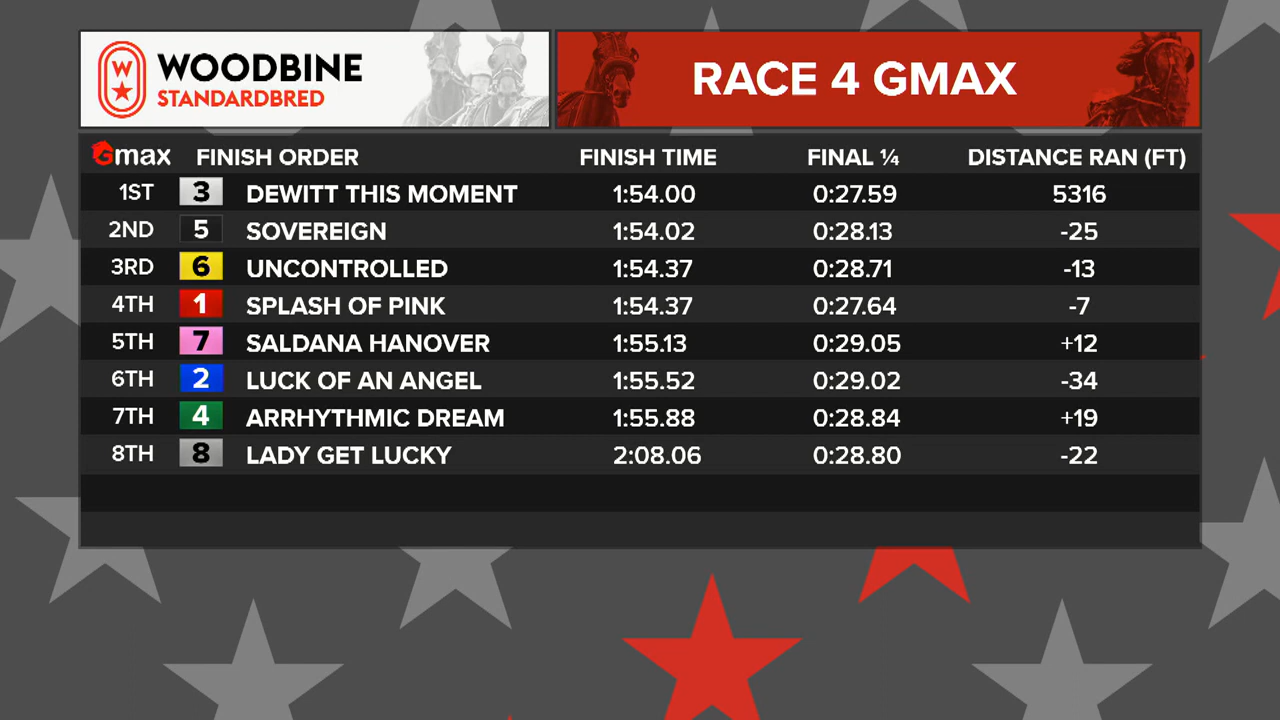 W
WOODBINE
STANDARDBRED
RACE 4 GMAX
Gmax FINISH ORDER FINISH TIME FINAL ¼ DISTANCE RAN (FT)
1ST 3 DEWITT THIS MOMENT 1:54.00 0:27.59 5316
2ND 5 SOVEREIGN 1:54.02 0:28.13 -25
3RD 6 UNCONTROLLED 1:54.37 0:28.71 -13
4TH 1 SPLASH OF PINK 1:54.37 0:27.64 -7
5TH 7 SALDANA HANOVER 1:55.13 0:29.05 +12
6TH 2 LUCK OF AN ANGEL 1:55.52 0:29.02 -34
7TH 4 ARRHYTHMIC DREAM 1:55.88 0:28.84 +19
8TH 8 LADY GET LUCKY 2:08.06 0:28.80 -22